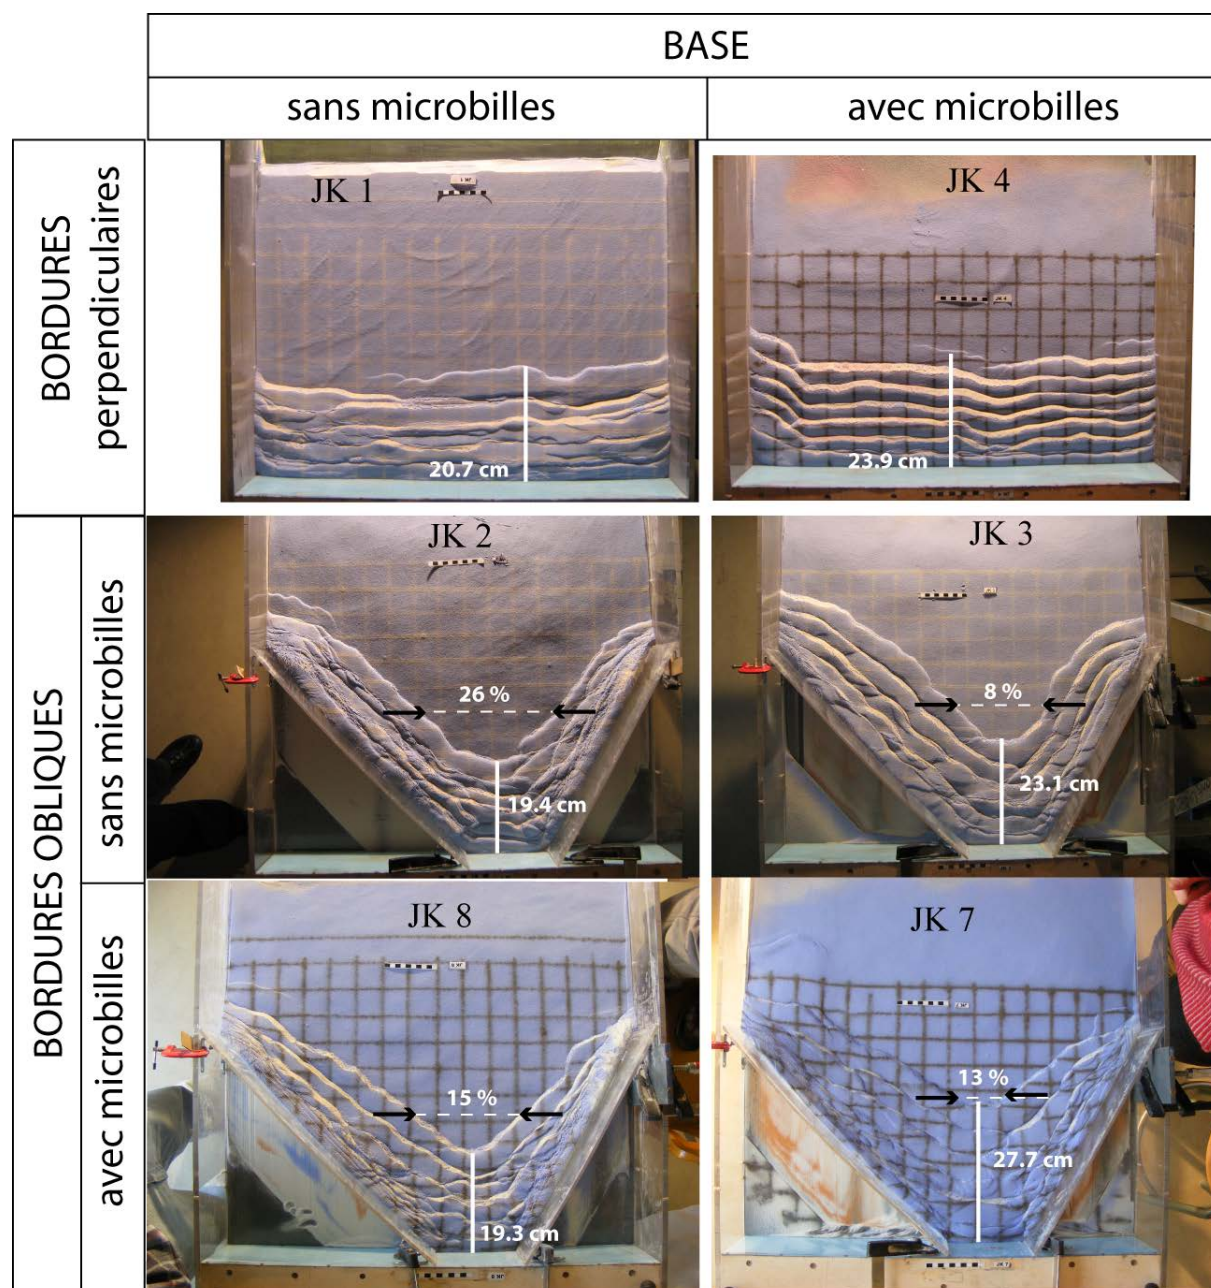 BASE
sans microbilles
avec microbilles
BORDURES
perpendiculaires
JK 1
20.7 cm
JK 4
23.9 cm
BORDURES OBLIQUES
sans microbilles
JK 2
26 %
19.4 cm
JK 3
8 %
23.1 cm
avec microbilles
JK 8
15 %
19.3 cm
JK 7
13 %
27.7 cm